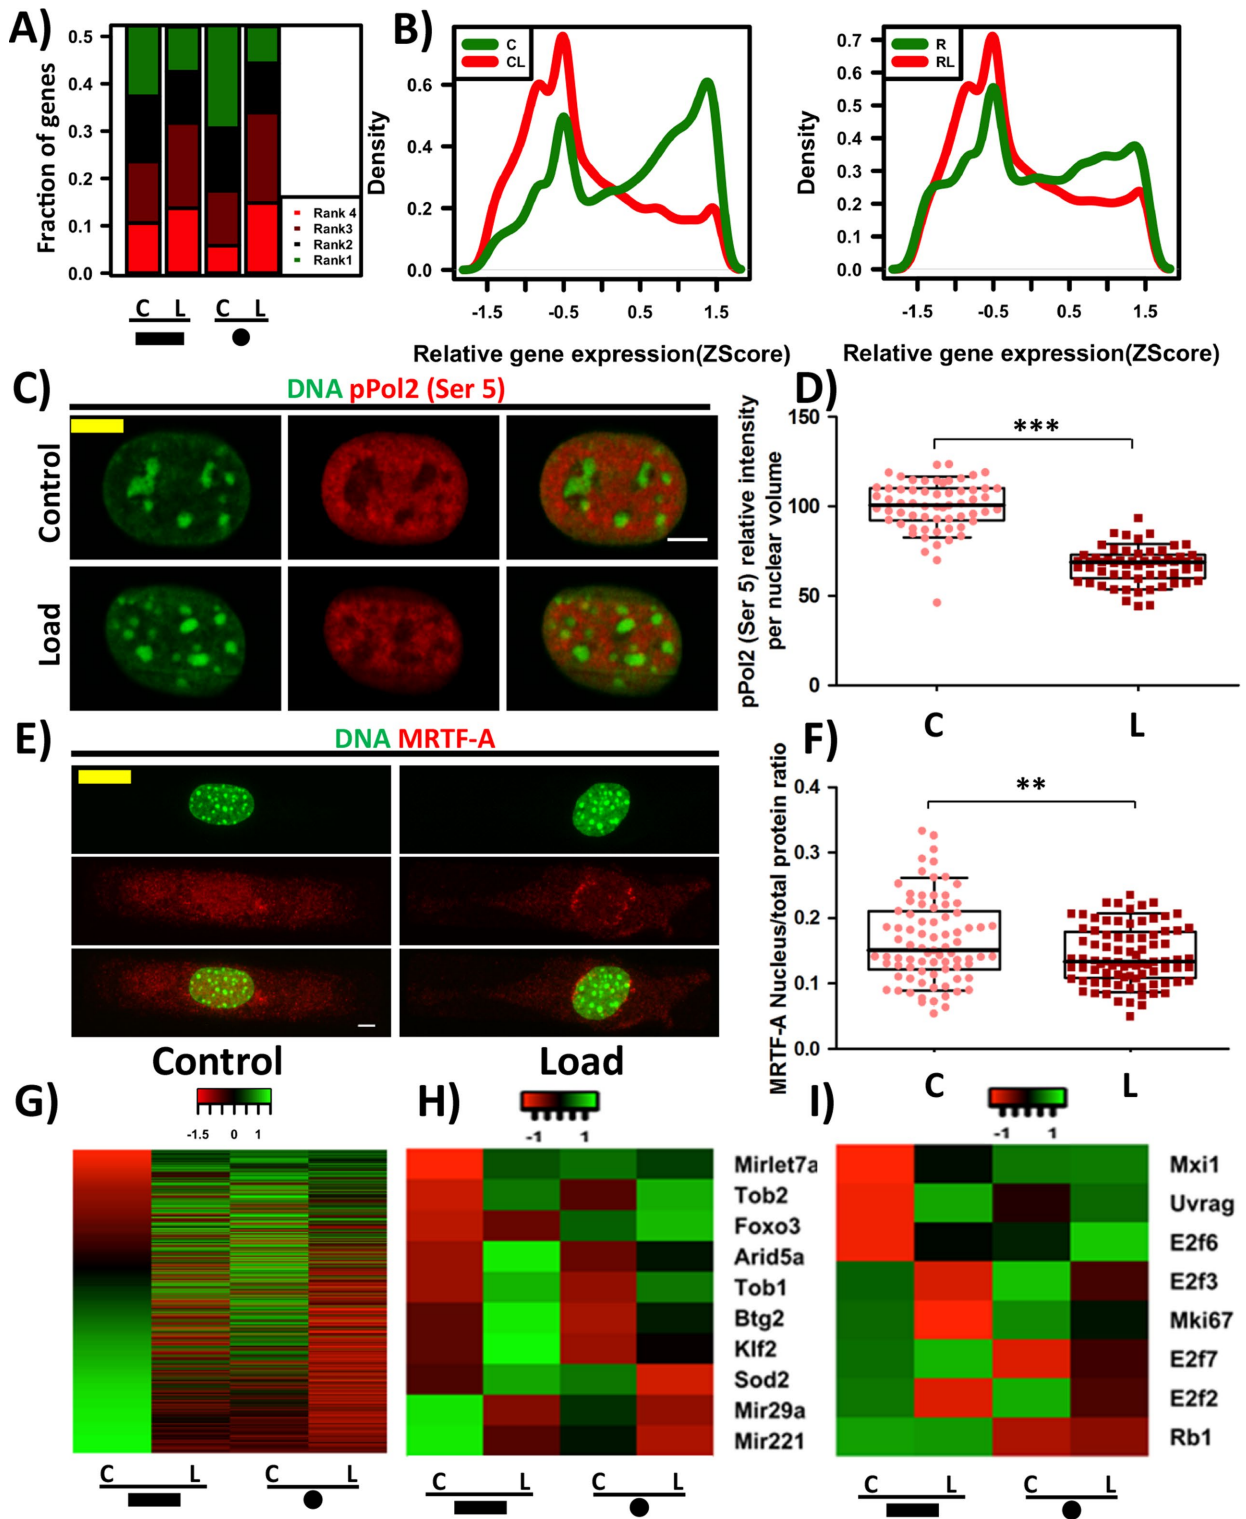 A)
0.5
0.4
0.3
0.2
0.1
0.0
Fraction of genes
Rank 4
Rank3
Rank2
Rank1
C L C L
B)
C
CL
0.6
0.4
0.2
0.0
Density
-1.5 -0.5 0.5 1.5
Relative gene expression(ZScore)
R
RL
0.7
0.6
0.5
0.4
0.3
0.2
0.1
0.0
Density
-1.5 -0.5 0.5 1.5
Relative gene expression(ZScore)
C)
DNA pPol2 (Ser 5)
Control
Load
D)
pPol2 (Ser 5) relative intensity
per nuclear volume
150
100
50
0
***
C L
E)
DNA MRTF-A
Control Load
F)
MRTF-A Nucleus/total protein ratio
0.4
0.3
0.2
0.1
0.0
**
C L
G)
-1.5 0 1
C L C L
H)
-1 1
Mirlet7a
Tob2
Foxo3
Arid5a
Tob1
Btg2
Klf2
Sod2
Mir29a
Mir221
C L C L
I)
-1 1
Mxi1
Uvrag
E2f6
E2f3
Mki67
E2f7
E2f2
Rb1
C L C L